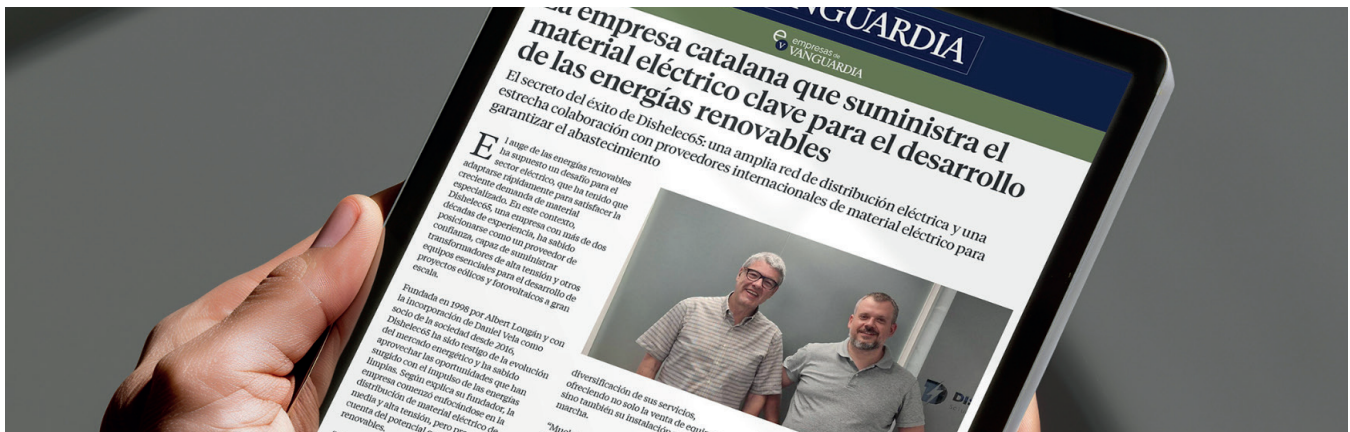 VANGUARDIA
empresas de
VANGUARDIA
La empresa catalana que suministra el
material eléctrico clave para el desarrollo
de las energías renovables
El secreto del éxito de Dishelec65: una amplia red de distribución eléctrica y una
estrecha colaboración con proveedores internacionales de material eléctrico para
garantizar el abastecimiento
El auge de las energías renovables
ha supuesto un desafío para el
sector eléctrico, que ha tenido que
adaptarse rápidamente para satisfacer la
creciente demanda de material
especializado. En este contexto,
Dishelec65, una empresa con más de dos
décadas de experiencia, ha sabido
posicionarse como un proveedor de
confianza, capaz de suministrar
transformadores de alta tensión y otros
equipos esenciales para el desarrollo de
proyectos eólicos y fotovoltaicos a gran
escala.
Fundada en 1998 por Albert Longán y con
la incorporación de Daniel Vela como
socio de la sociedad desde 2016,
Dishelec65 ha sido testigo de la evolución
del mercado energético y ha sabido
aprovechar las oportunidades que han
surgido con el impulso de las energías
limpias. Según explica su fundador, la
empresa comenzó enfocándose en la
distribución de material eléctrico de
media y alta tensión, pero
cuenta del potencial
renovables.
diversificación de sus servicios,
ofreciendo no solo la venta de
sino también su instalación
marcha.